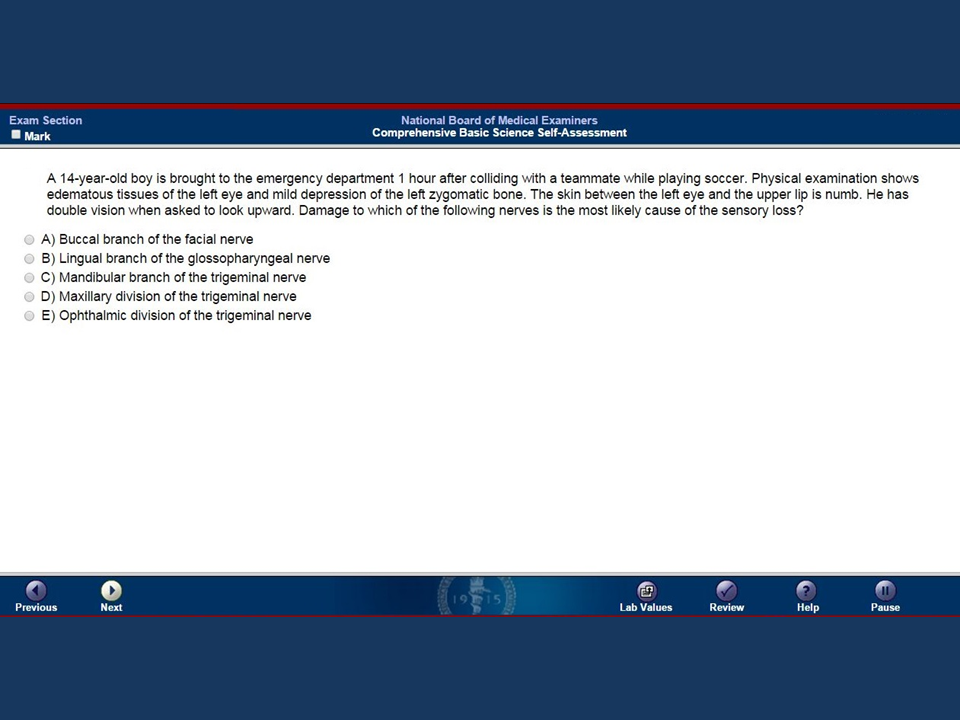 Exam Section
National Board of Medical Examiners
Mark
Comprehensive Basic Science Self-Assessment
A 14-year-old boy is brought to the emergency department 1 hour after colliding with a teammate while playing soccer. Physical examination shows
edematous tissues of the left eye and mild depression of the left zygomatic bone. The skin between the left eye and the upper lip is numb. He has
double vision when asked to look upward. Damage to which of the following nerves is the most likely cause of the sensory loss?
A) Buccal branch of the facial nerve
B) Lingual branch of the glossopharyngeal nerve
C) Mandibular branch of the trigeminal nerve
D) Maxillary division of the trigeminal nerve
E) Ophthalmic division of the trigeminal nerve
1915
Previous
Next
Lab Values
Review
Help
Pause